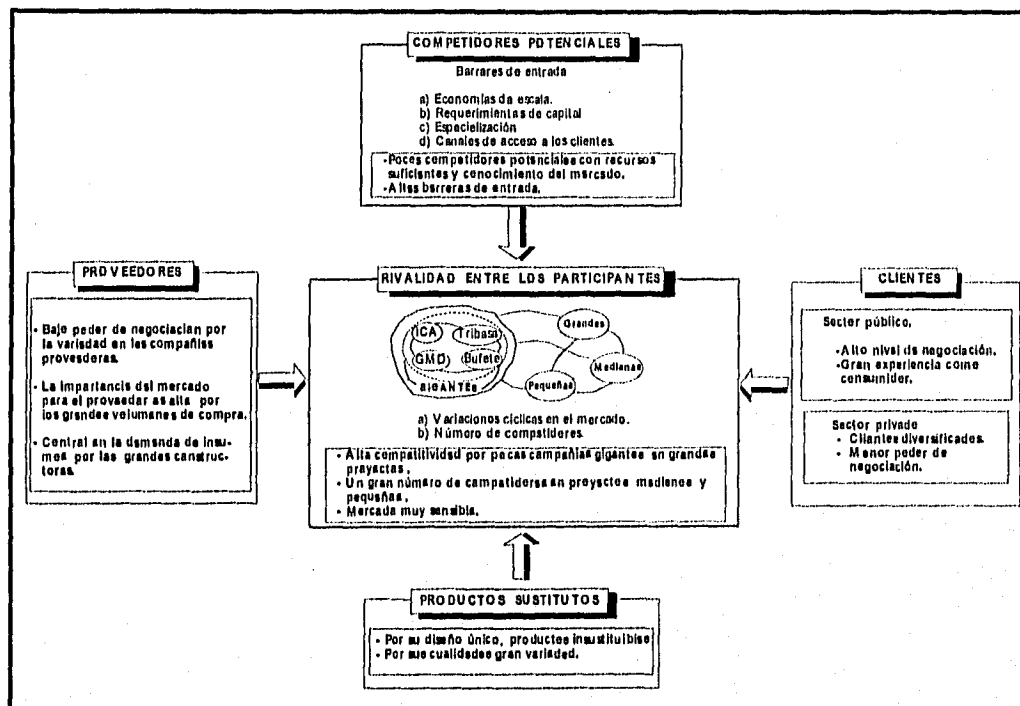 COMPETIDORES POTENCIALES
Barreras de entrada
a) Economías de escala.
b) Requerimientos de capital
c) Especialización
d) Canales de acceso a los clientes.
•Pocos competidores potenciales con recursos
suficientes y conocimiento del mercado.
•Altas barreras de entrada.
PROVEEDORES
• Bajo poder de negociación por
la variedad en las compañías
proveedoras.
• La importancia del mercado
para el proveedor es alta por
los grandes volúmenes de compra.
• Control en la demanda de insu-
mos por las grandes construc-
toras.
RIVALIDAD ENTRE LOS PARTICIPANTES
ICA
Tribasa
GMD
Bufete
GIGANTES
Grandes
Medianas
Pequeñas
a) Variaciones cíclicas en el mercado.
b) Número de competidores.
• Alta competitividad por pocas compañías gigantes en grandes
proyectos.
• Un gran número de competidores en proyectos medianos y
pequeños.
• Mercado muy sensible.
CLIENTES
Sector público.
•Alto nivel de negociación.
•Gran experiencia como
consumidor.
Sector privado
• Clientes diversificados.
• Menor poder de
negociación.
PRODUCTOS SUSTITUTOS
• Por su diseño único, productos insustituibles
• Por sus cualidades gran variedad.